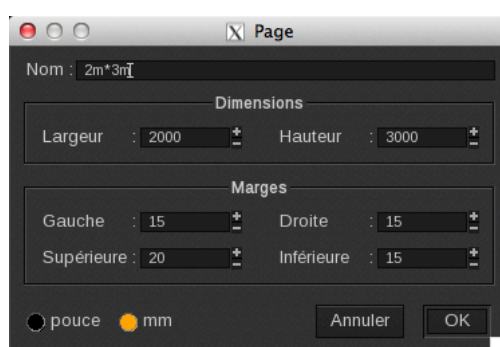 X Page
Nom : 2m*3m
Dimensions
Largeur : 2000 Hauteur : 3000
Marges
Gauche : 15 Droite : 15
Supérieure : 20 Inférieure : 15
pouce mm Annuler OK